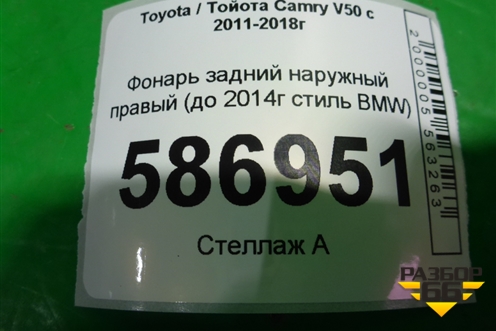 Toyota / Тойота Camry V50 с
2011-2018г
Фонарь задний наружный
правый (до 2014г стиль BMW)
586951
Стеллаж А
2000005563263
РАЗБОР
66